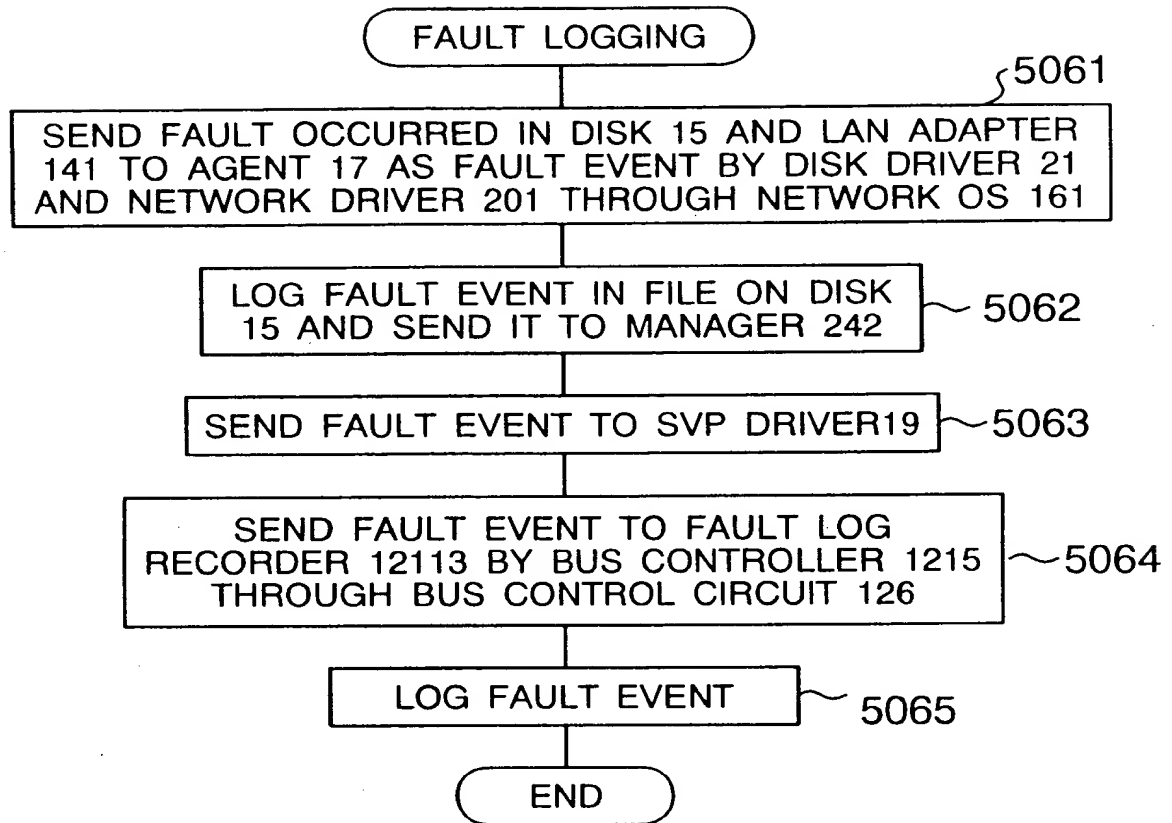 FAULT LOGGING
5061
SEND FAULT OCCURRED IN DISK 15 AND LAN ADAPTER
141 TO AGENT 17 AS FAULT EVENT BY DISK DRIVER 21
AND NETWORK DRIVER 201 THROUGH NETWORK OS 161
LOG FAULT EVENT IN FILE ON DISK
15 AND SEND IT TO MANAGER 242
5062
SEND FAULT EVENT TO SVP DRIVER19
5063
SEND FAULT EVENT TO FAULT LOG
RECORDER 12113 BY BUS CONTROLLER 1215
THROUGH BUS CONTROL CIRCUIT 126
5064
LOG FAULT EVENT
5065
END